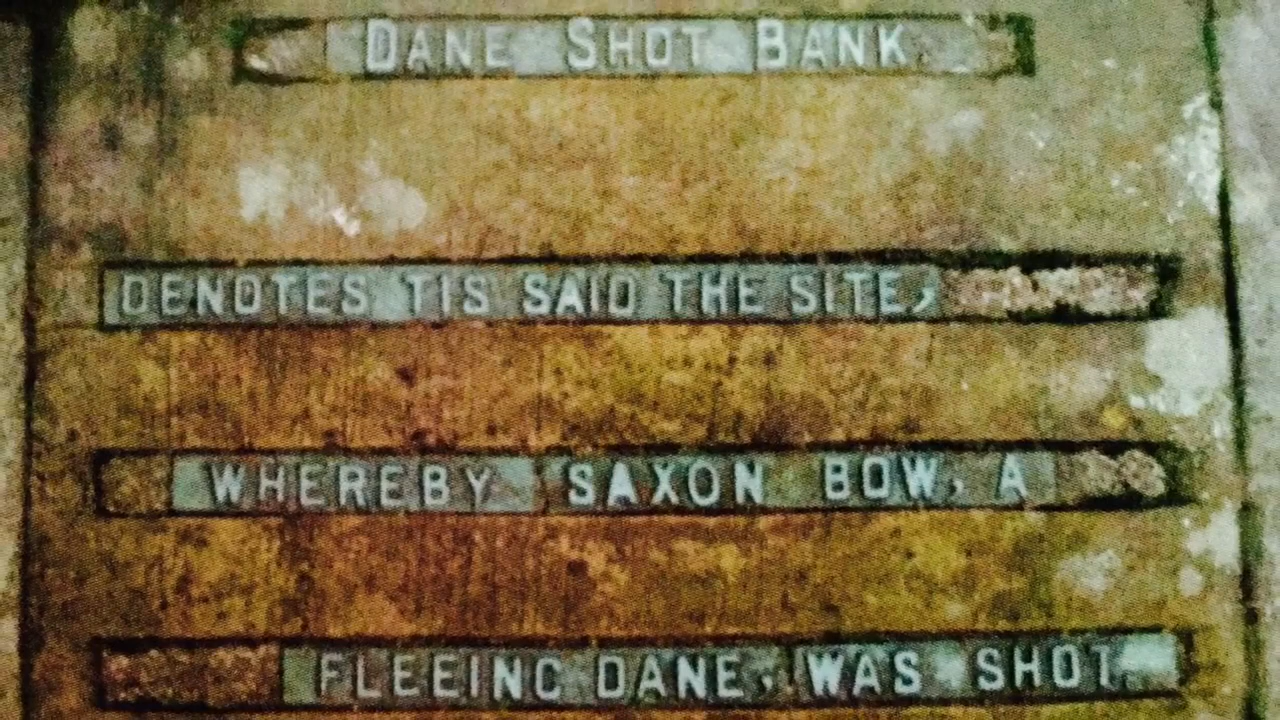 DANE SHOT BANK.
DENOTES TIS SAID THE SITE,
WHEREBY SAXON BOW, A
FLEEING DANE, WAS SHOT.